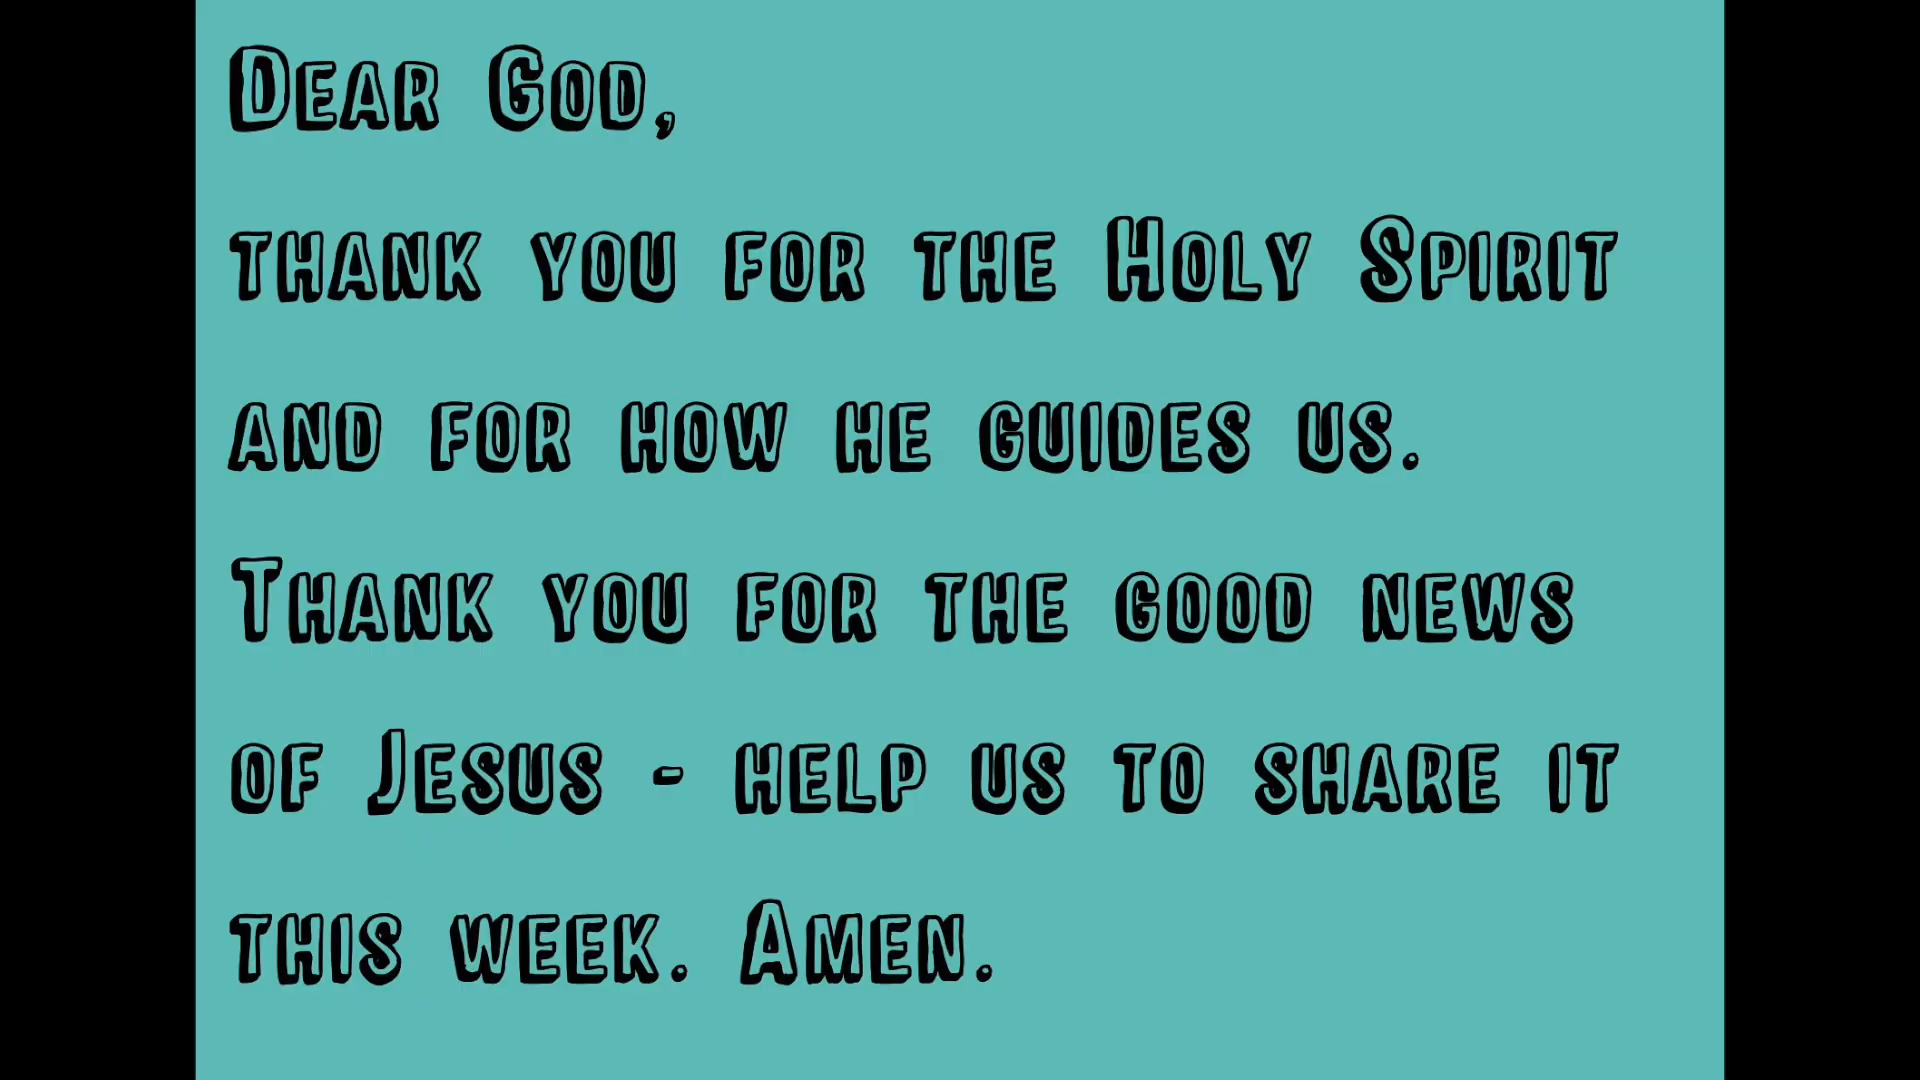 Dear God,
thank you for the Holy Spirit
and for how he guides us.
Thank you for the good news
of Jesus - help us to share it
this week. Amen.